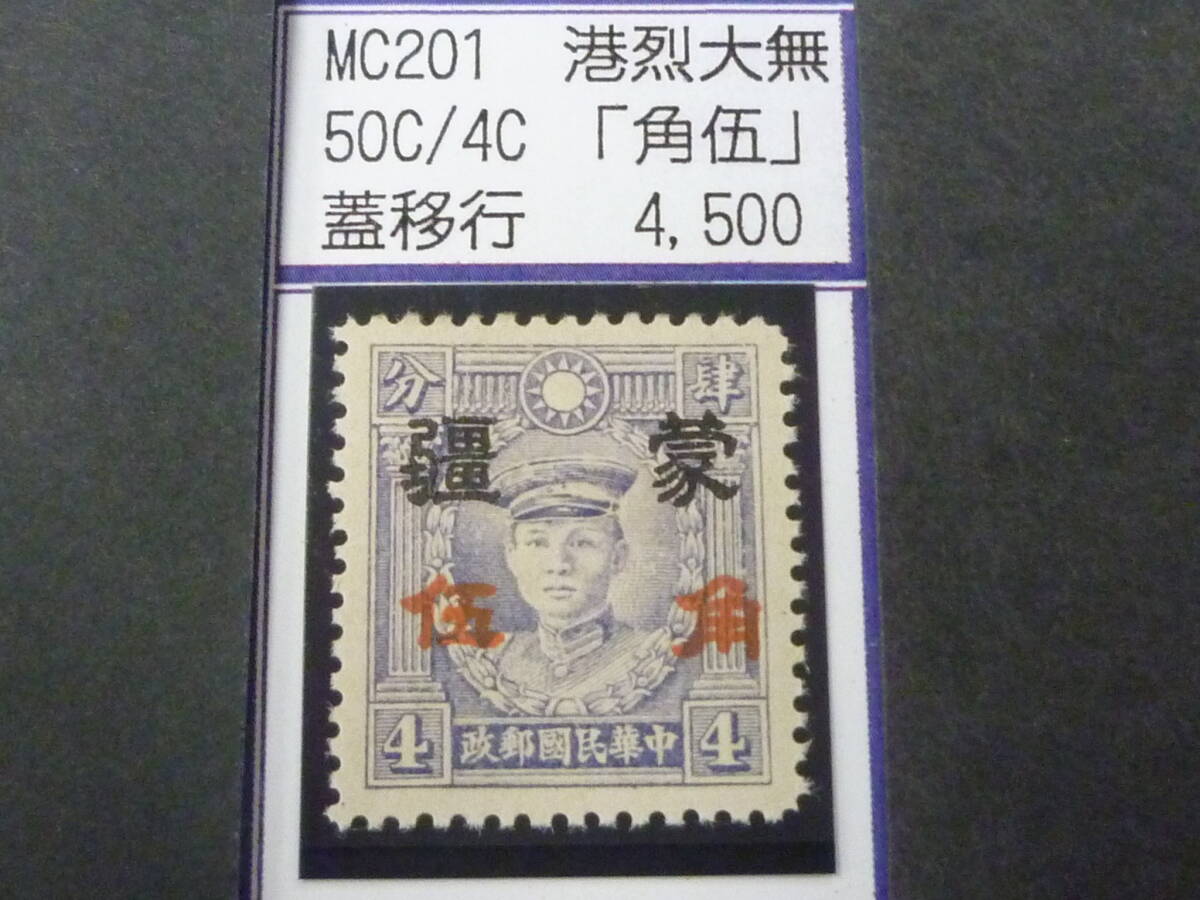 MC201 港烈大無
50C/4C 「角伍」
蓋移行 4,500
分 肆
疆 蒙
伍 角
4 政郵國民華中 4